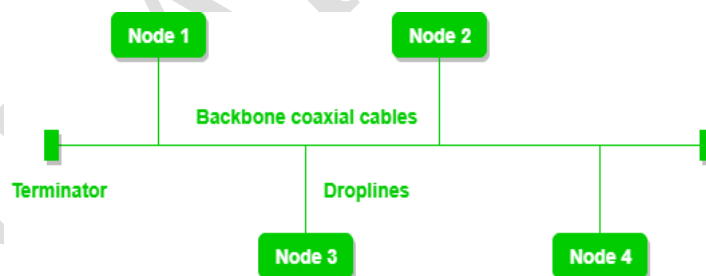 Node 1
Node 2
Backbone coaxial cables
Terminator
Droplines
Node 3
Node 4